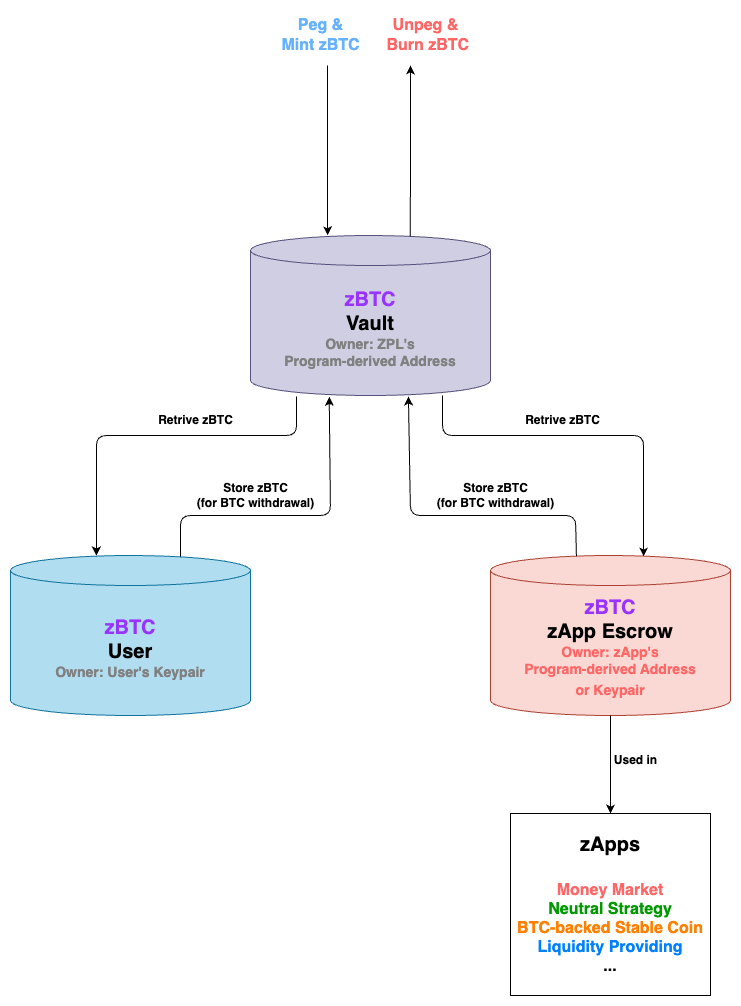 Peg &
Mint zBTC
Unpeg &
Burn zBTC
zBTC
Vault
Owner: ZPL's
Program-derived Address
Retrive zBTC
Retrive zBTC
Store zBTC
(for BTC withdrawal)
Store zBTC
(for BTC withdrawal)
zBTC
User
Owner: User's Keypair
zBTC
zApp Escrow
Owner: zApp's
Program-derived Address
or Keypair
Used in
zApps
Money Market
Neutral Strategy
BTC-backed Stable Coin
Liquidity Providing
...